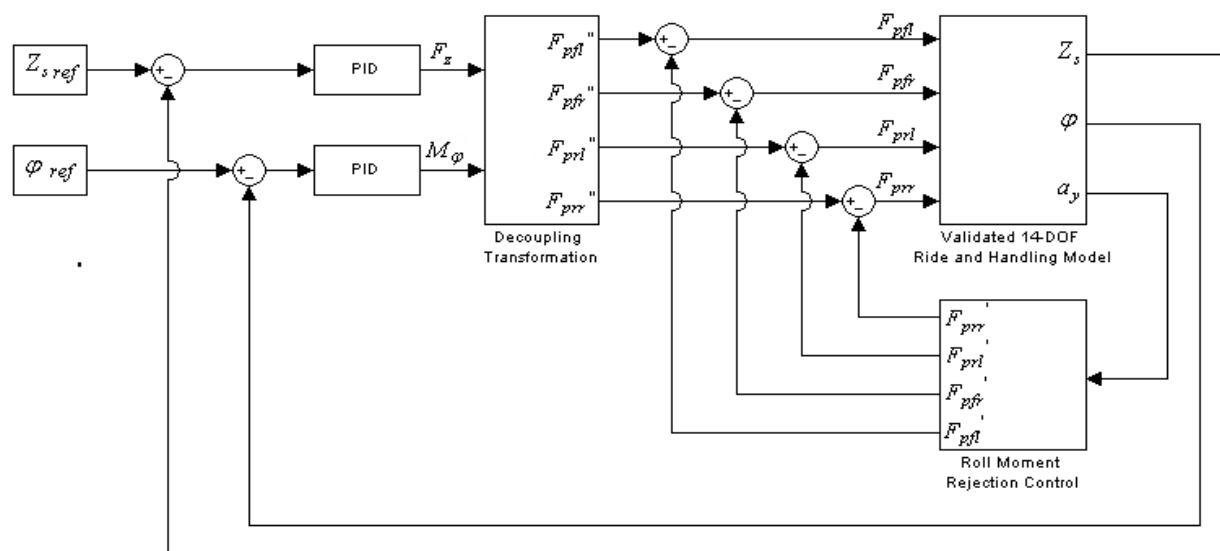 Z_s ref
+
-
PID
F_z
φ ref
+
-
PID
M_φ
F_pfl"
F_pfr"
F_prl"
F_prr"
Decoupling
Transformation
+
-
+
-
+
-
+
-
F_pfl
F_pfr
F_prl
F_prr
Z_s
φ
a_y
Validated 14-DOF
Ride and Handling Model
F_prr'
F_prl'
F_pfr'
F_pfl'
Roll Moment
Rejection Control